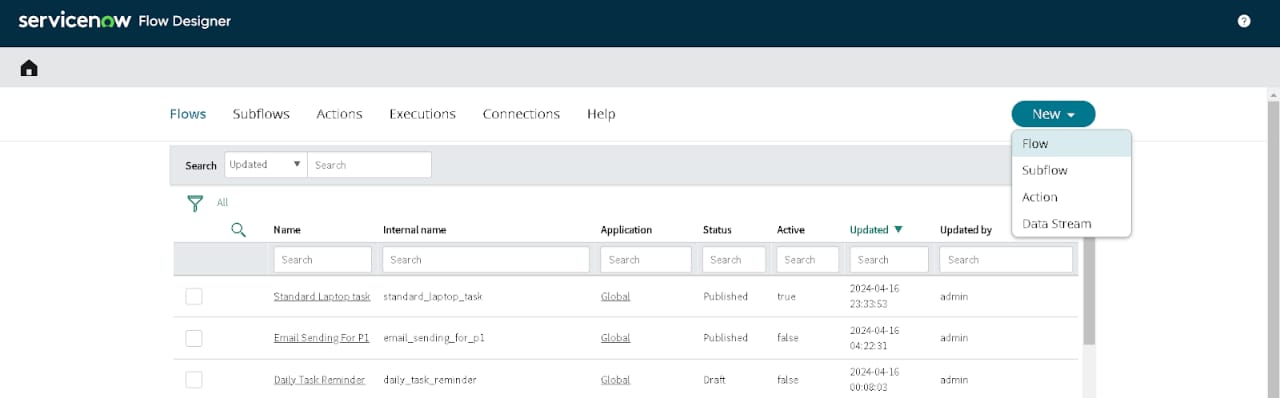 servicenow Flow Designer
Flows Subflows Actions Executions Connections Help New
Flow
Subflow
Action
Data Stream
Search Updated Search
All
Name Internal name Application Status Active Updated Updated by
Search Search Search Search Search Search Search
Standard Laptop task standard_laptop_task Global Published true 2024-04-16 23:33:53 admin
Email Sending For P1 email_sending_for_p1 Global Published false 2024-04-16 04:22:31 admin
Daily Task Reminder daily_task_reminder Global Draft false 2024-04-16 00:08:03 admin